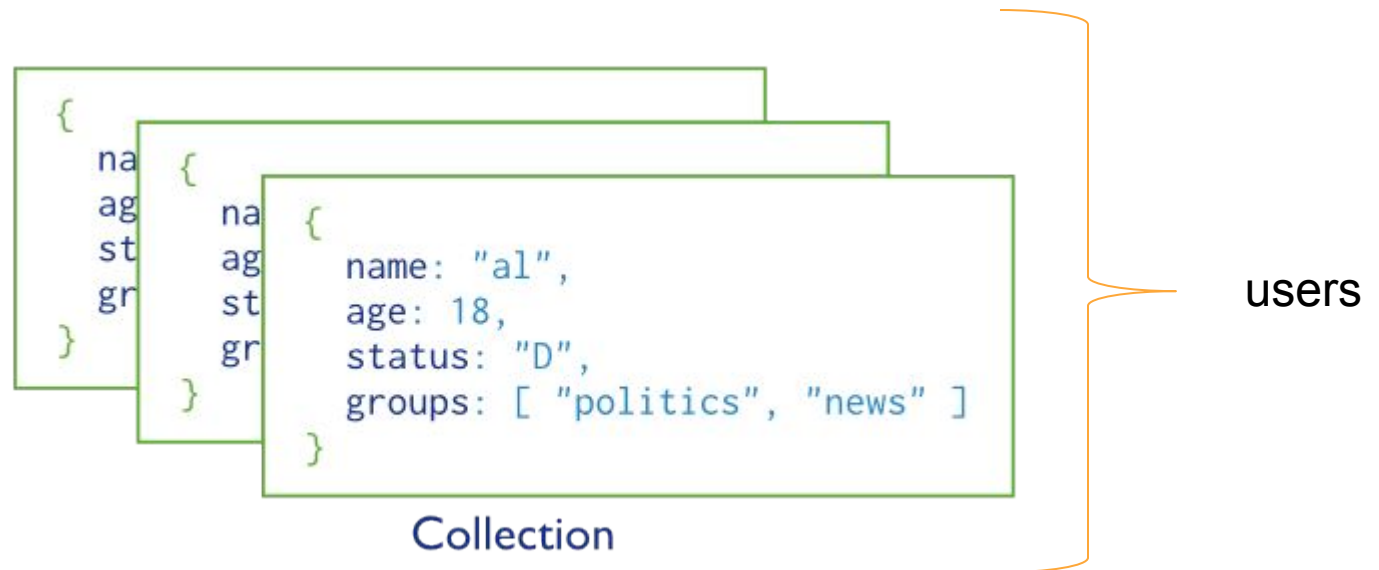 {
na
ag
st
gr
}
{
na
ag
st
gr
}
{
name: "al",
age: 18,
status: "D",
groups: [ "politics", "news" ]
}
Collection
users